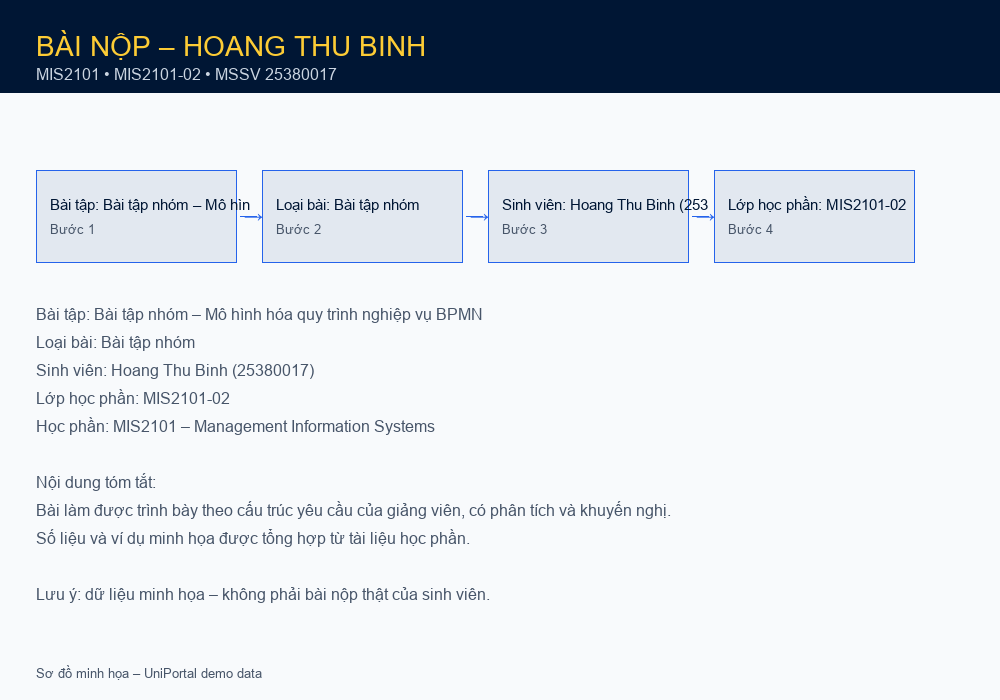 BÀI NỘP – HOANG THU BINH
MIS2101 • MIS2101-02 • MSSV 25380017
Bài tập: Bài tập nhóm – Mô hìn
Bước 1
Loại bài: Bài tập nhóm
Bước 2
Sinh viên: Hoang Thu Binh (253
Bước 3
Lớp học phần: MIS2101-02
Bước 4
Bài tập: Bài tập nhóm – Mô hình hóa quy trình nghiệp vụ BPMN
Loại bài: Bài tập nhóm
Sinh viên: Hoang Thu Binh (25380017)
Lớp học phần: MIS2101-02
Học phần: MIS2101 – Management Information Systems
Nội dung tóm tắt:
Bài làm được trình bày theo cấu trúc yêu cầu của giảng viên, có phân tích và khuyến nghị.
Số liệu và ví dụ minh họa được tổng hợp từ tài liệu học phần.
Lưu ý: dữ liệu minh họa – không phải bài nộp thật của sinh viên.
Sơ đồ minh họa – UniPortal demo data